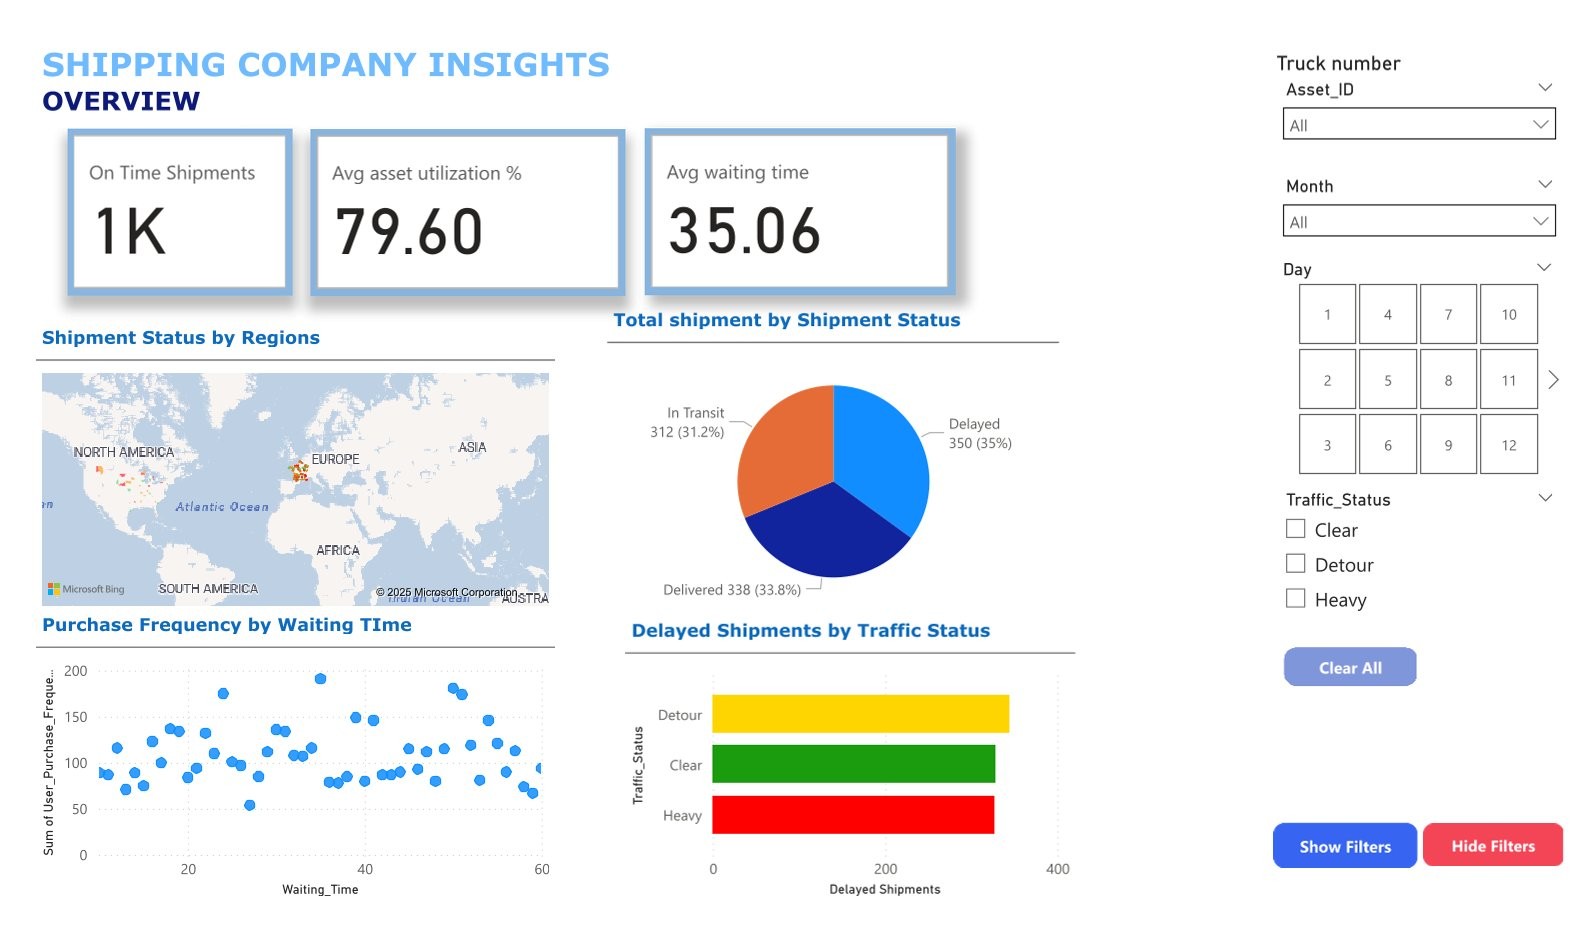 SHIPPING COMPANY INSIGHTS
OVERVIEW
On Time Shipments
1K
Avg asset utilization %
79.60
Avg waiting time
35.06
Shipment Status by Regions
NORTH AMERICA
EUROPE
ASIA
Atlantic Ocean
AFRICA
SOUTH AMERICA
Microsoft Bing
© 2025 Microsoft Corporation
Indian Ocean
AUSTRA
Total shipment by Shipment Status
In Transit
312 (31.2%)
Delayed
350 (35%)
Delivered 338 (33.8%)
Purchase Frequency by Waiting TIme
Sum of User_Purchase_Freque...
200
150
100
50
0
20
40
60
Waiting_Time
Delayed Shipments by Traffic Status
Traffic_Status
Detour
Clear
Heavy
0
200
400
Delayed Shipments
Truck number
Asset_ID
All
Month
All
Day
1
4
7
10
2
5
8
11
3
6
9
12
Traffic_Status
Clear
Detour
Heavy
Clear All
Show Filters
Hide Filters